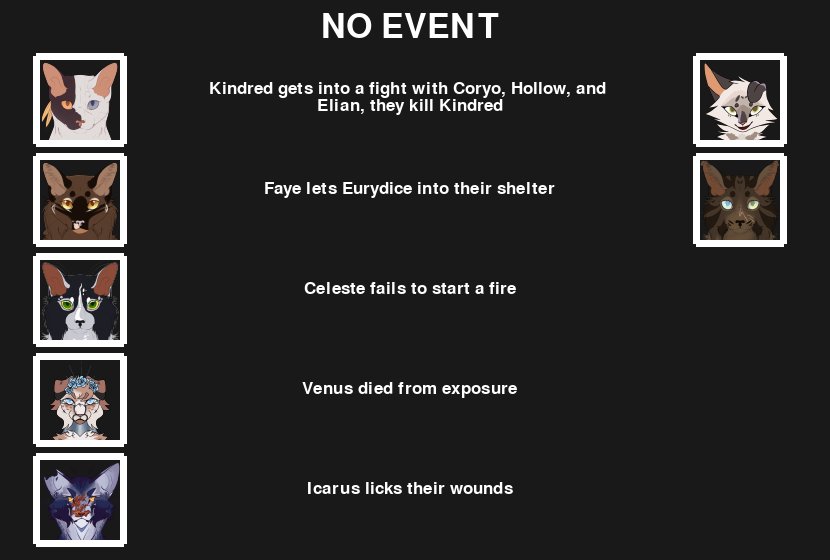 NO EVENT
Kindred gets into a fight with Coryo, Hollow, and
Elian, they kill Kindred
Faye lets Eurydice into their shelter
Celeste fails to start a fire
Venus died from exposure
Icarus licks their wounds